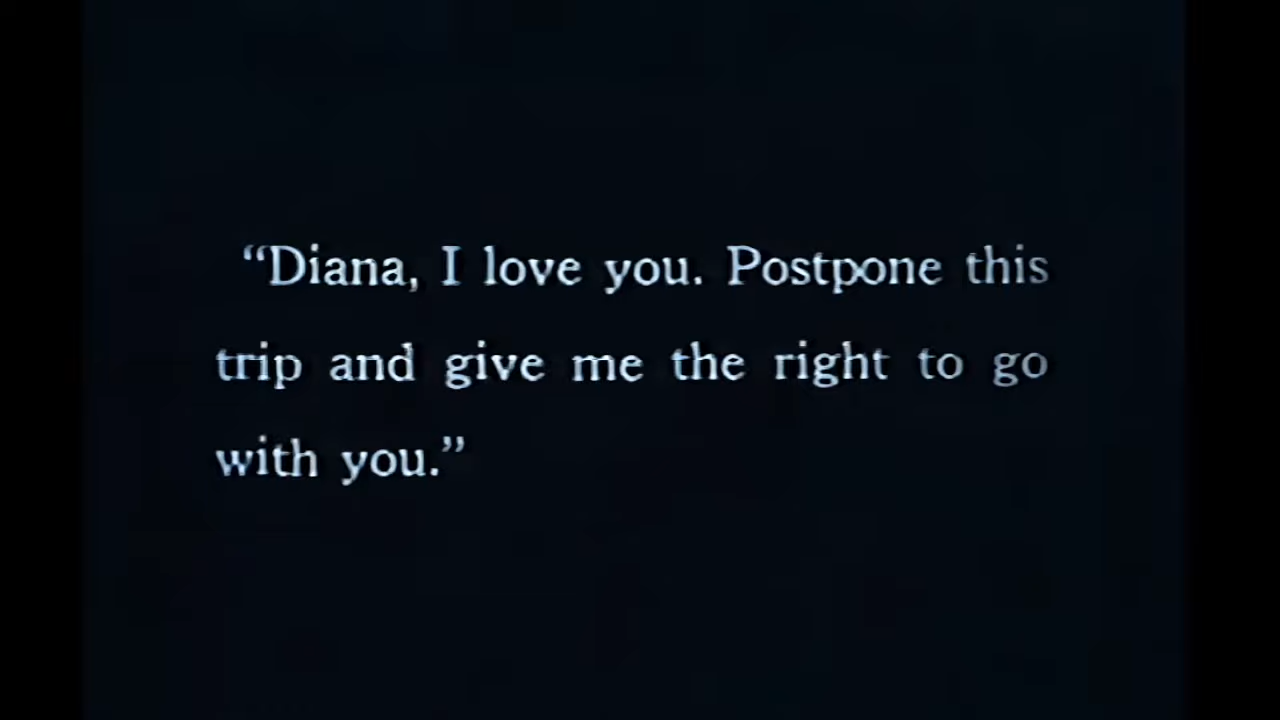 “Diana, I love you. Postpone this
trip and give me the right to go
with you.”